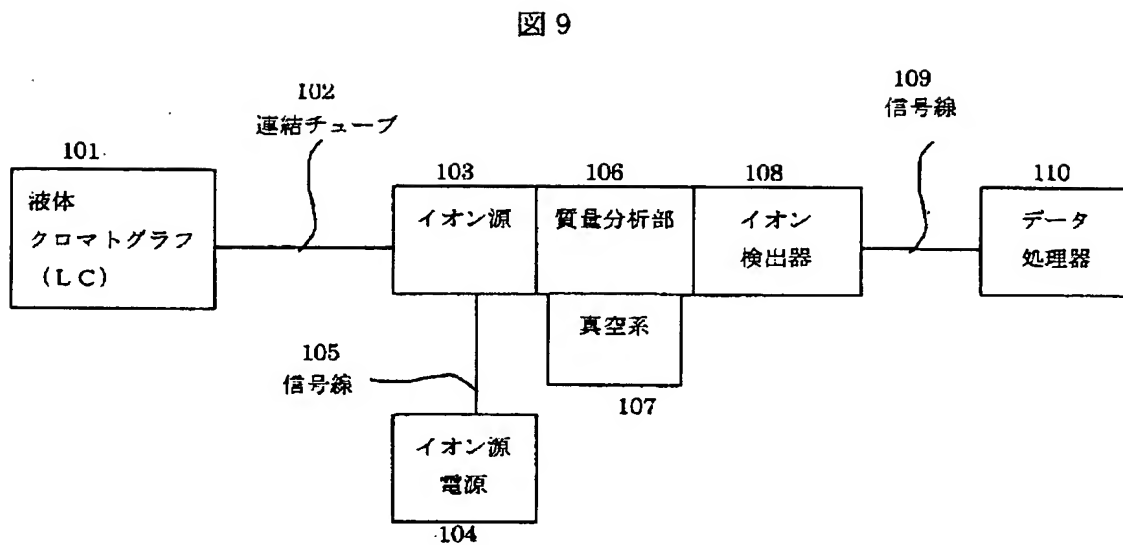 図9
102
連結チューブ
109
信号線
101
液体
クロマトグラフ
(LC)
103
イオン源
106
質量分析部
108
イオン
検出器
110
データ
処理器
真空系
107
105
信号線
イオン源
電源
104